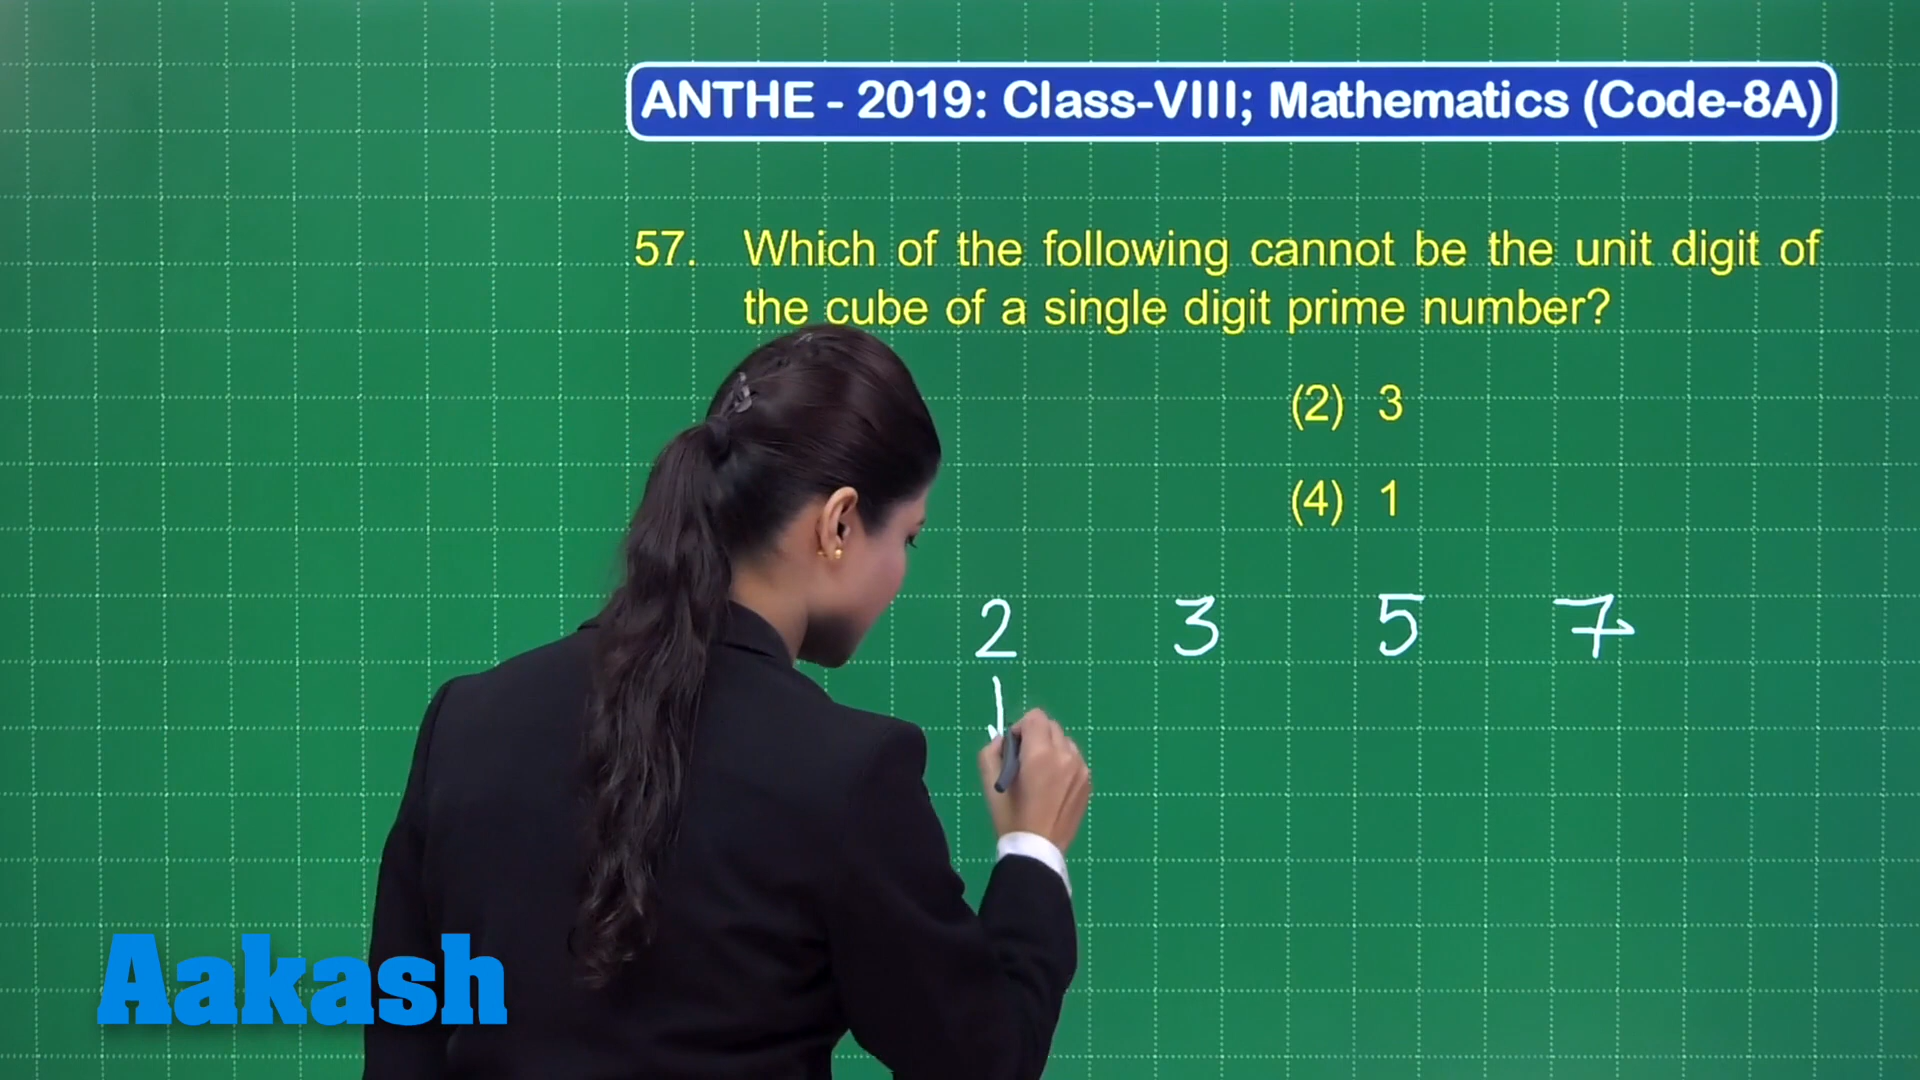 ANTHE - 2019: Class-VIII; Mathematics (Code-8A)
57. Which of the following cannot be the unit digit of
the cube of a single digit prime number?
(2) 3
(4) 1
2 3 5 7
Aakash